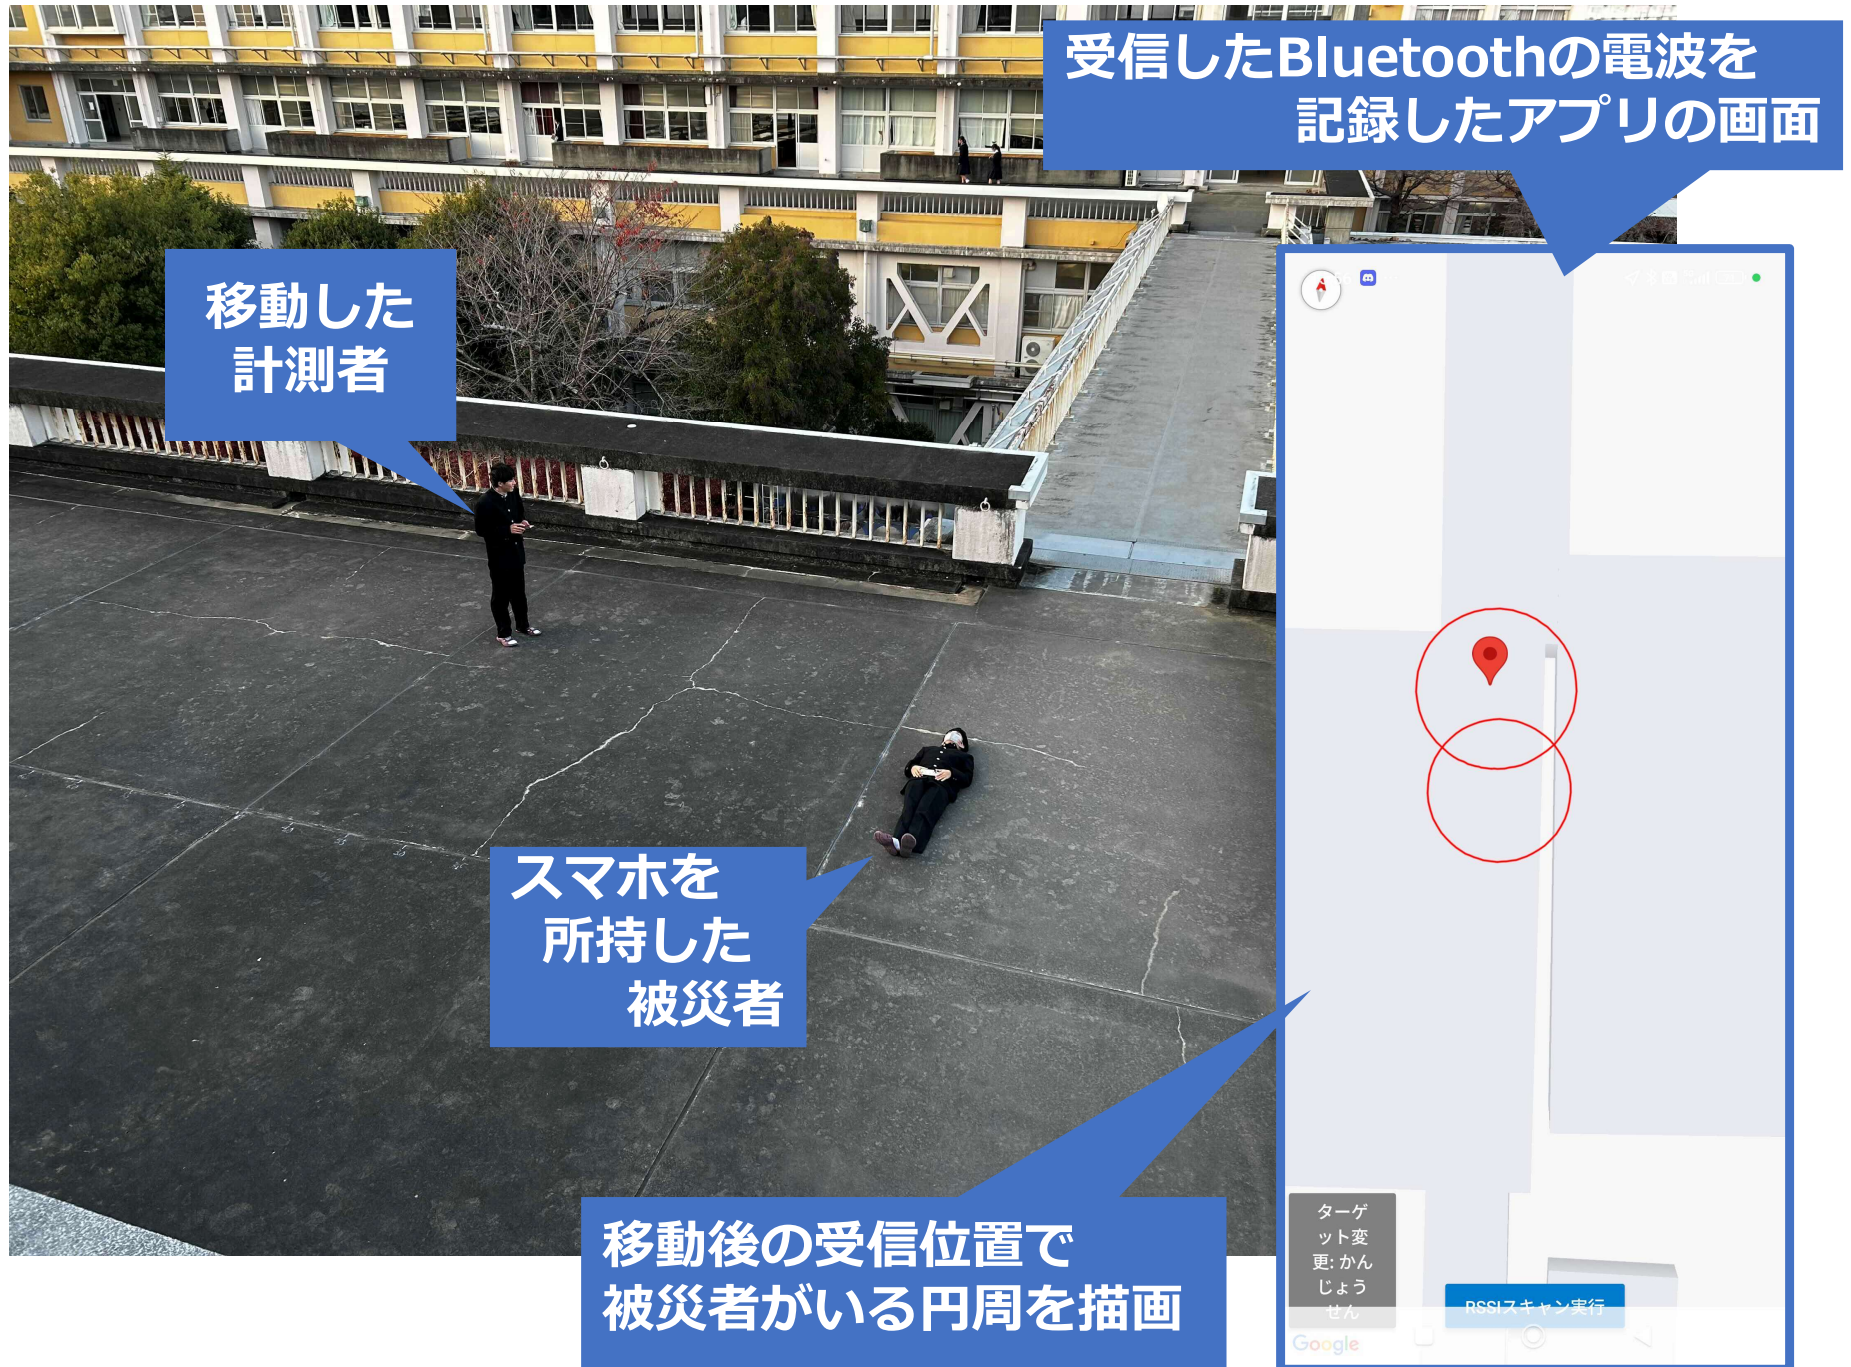 受信したBluetoothの電波を
記録したアプリの画面
移動した
計測者
スマホを
所持した
被災者
移動後の受信位置で
被災者がいる円周を描画
ターゲ
ット変
更: かん
じょう
せん
RSSIスキャン実行
Google